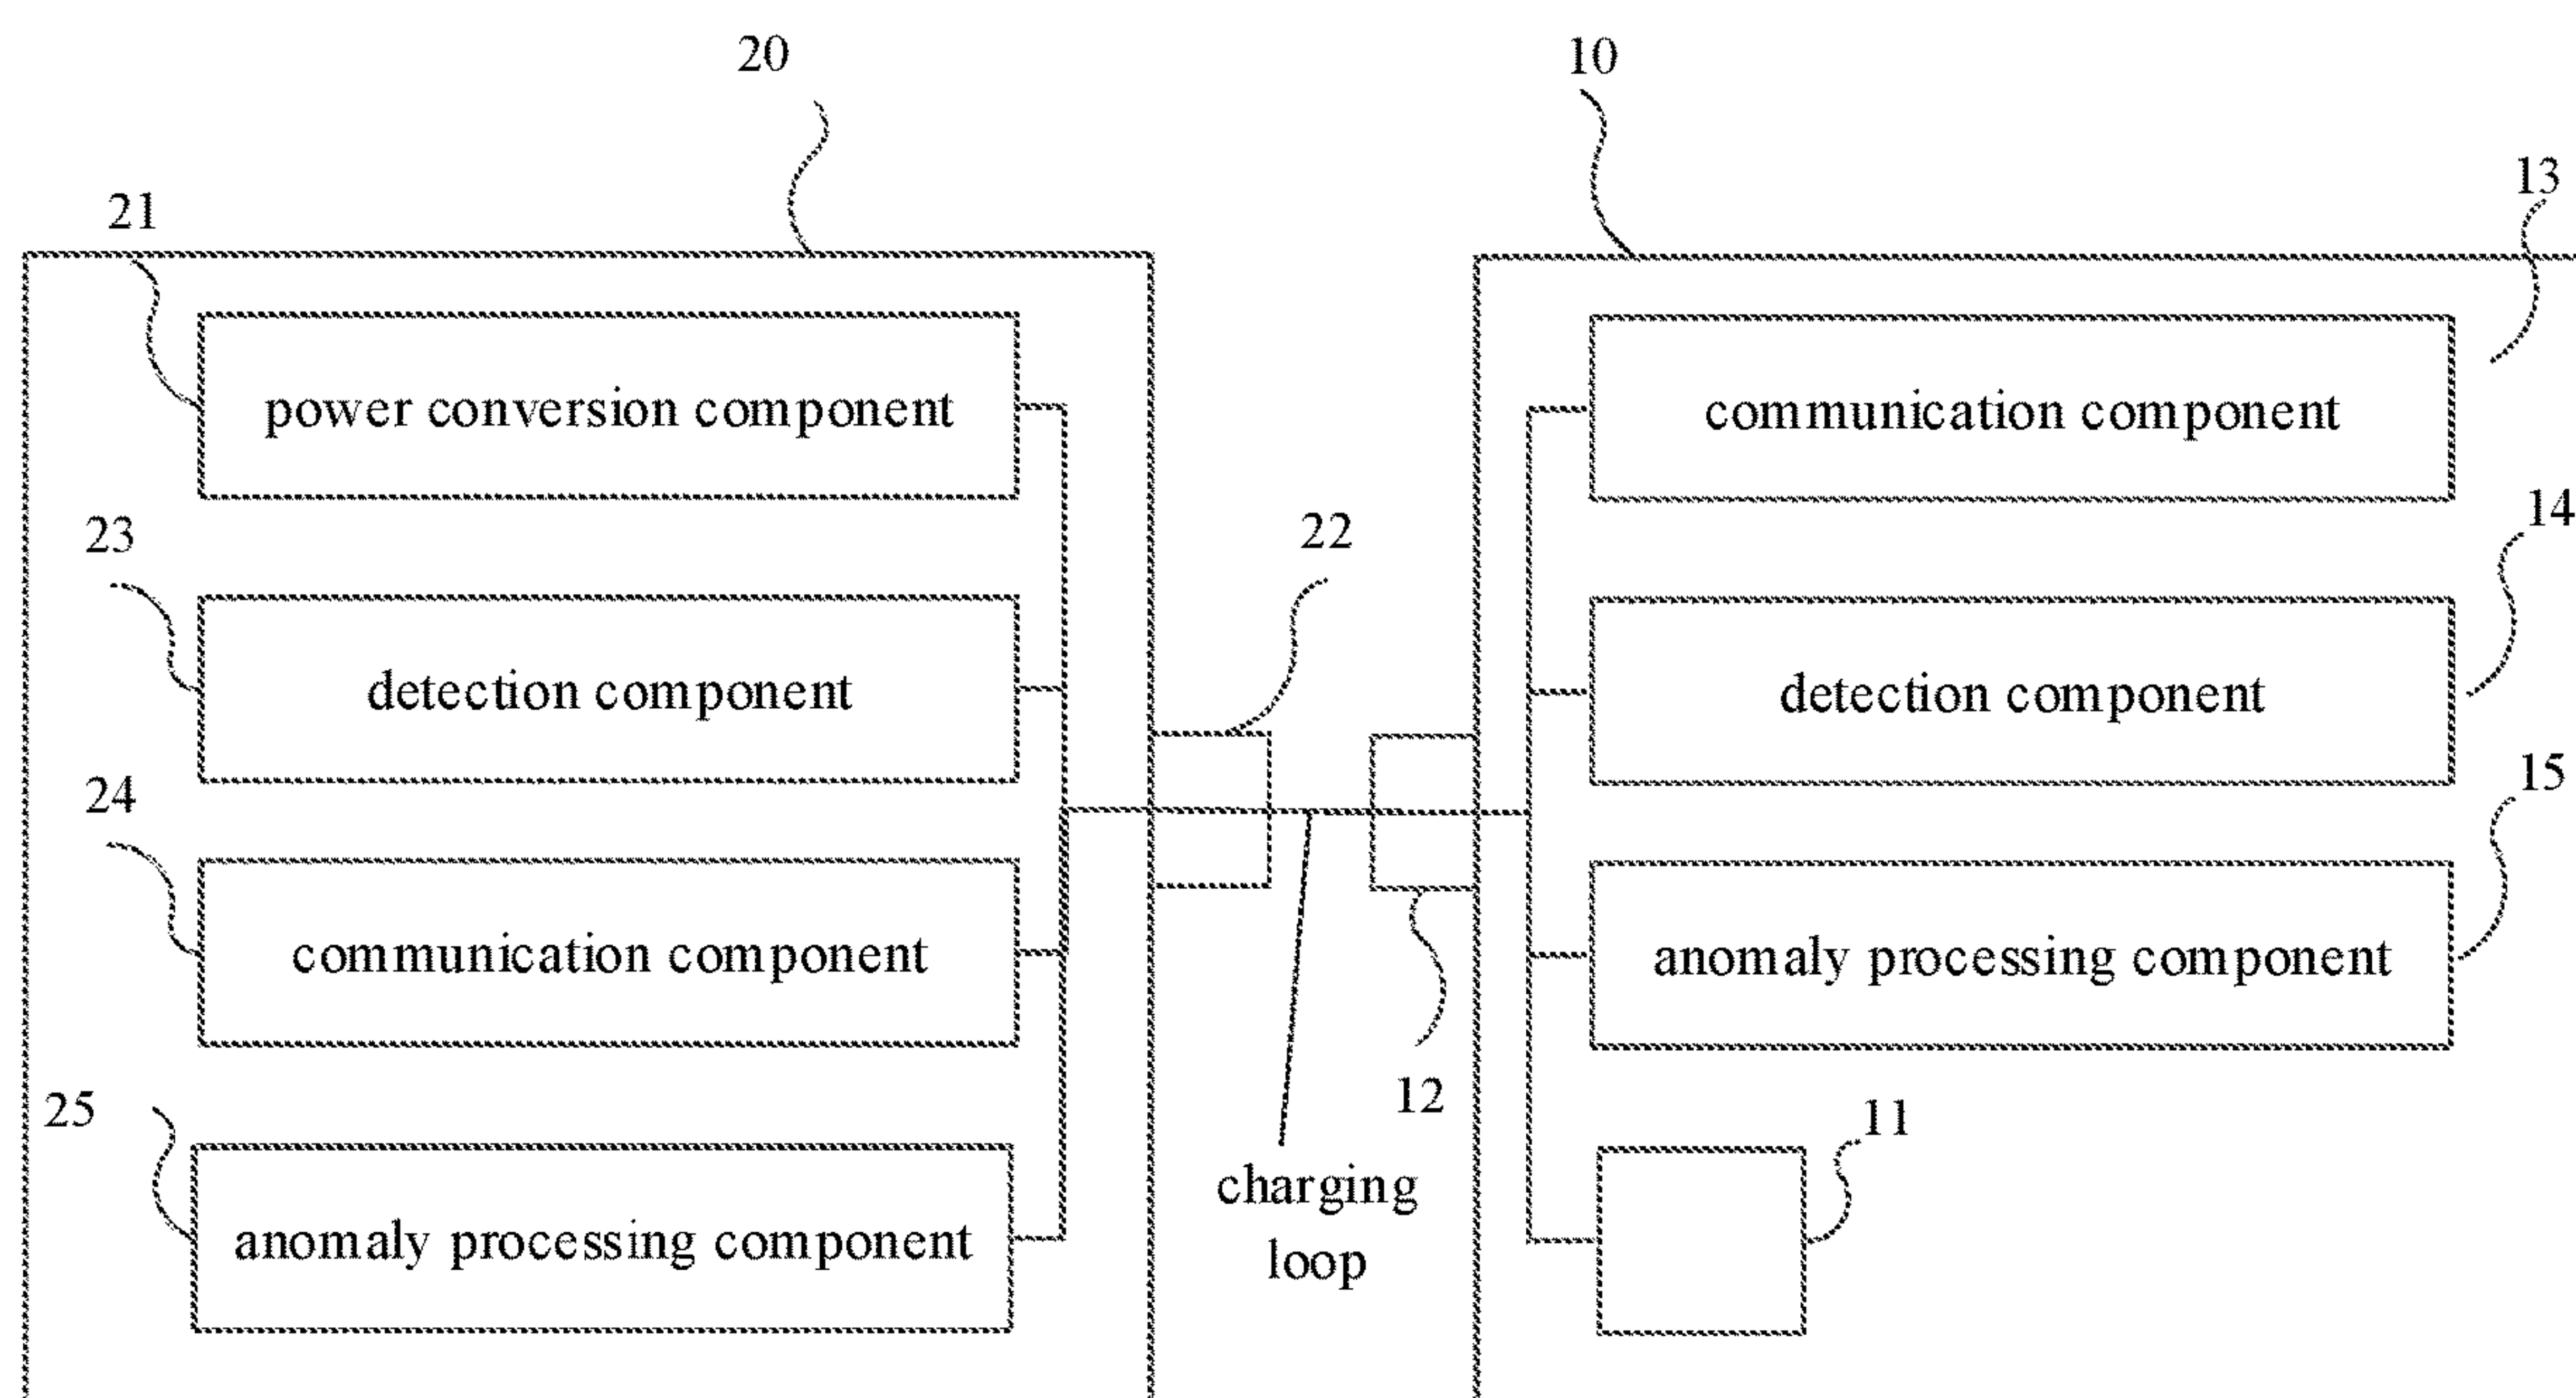 20
10
21
13
power conversion component
communication component
23
22
14
detection component
detection component
24
15
communication component
anomaly processing component
25
12
11
charging
loop
anomaly processing component